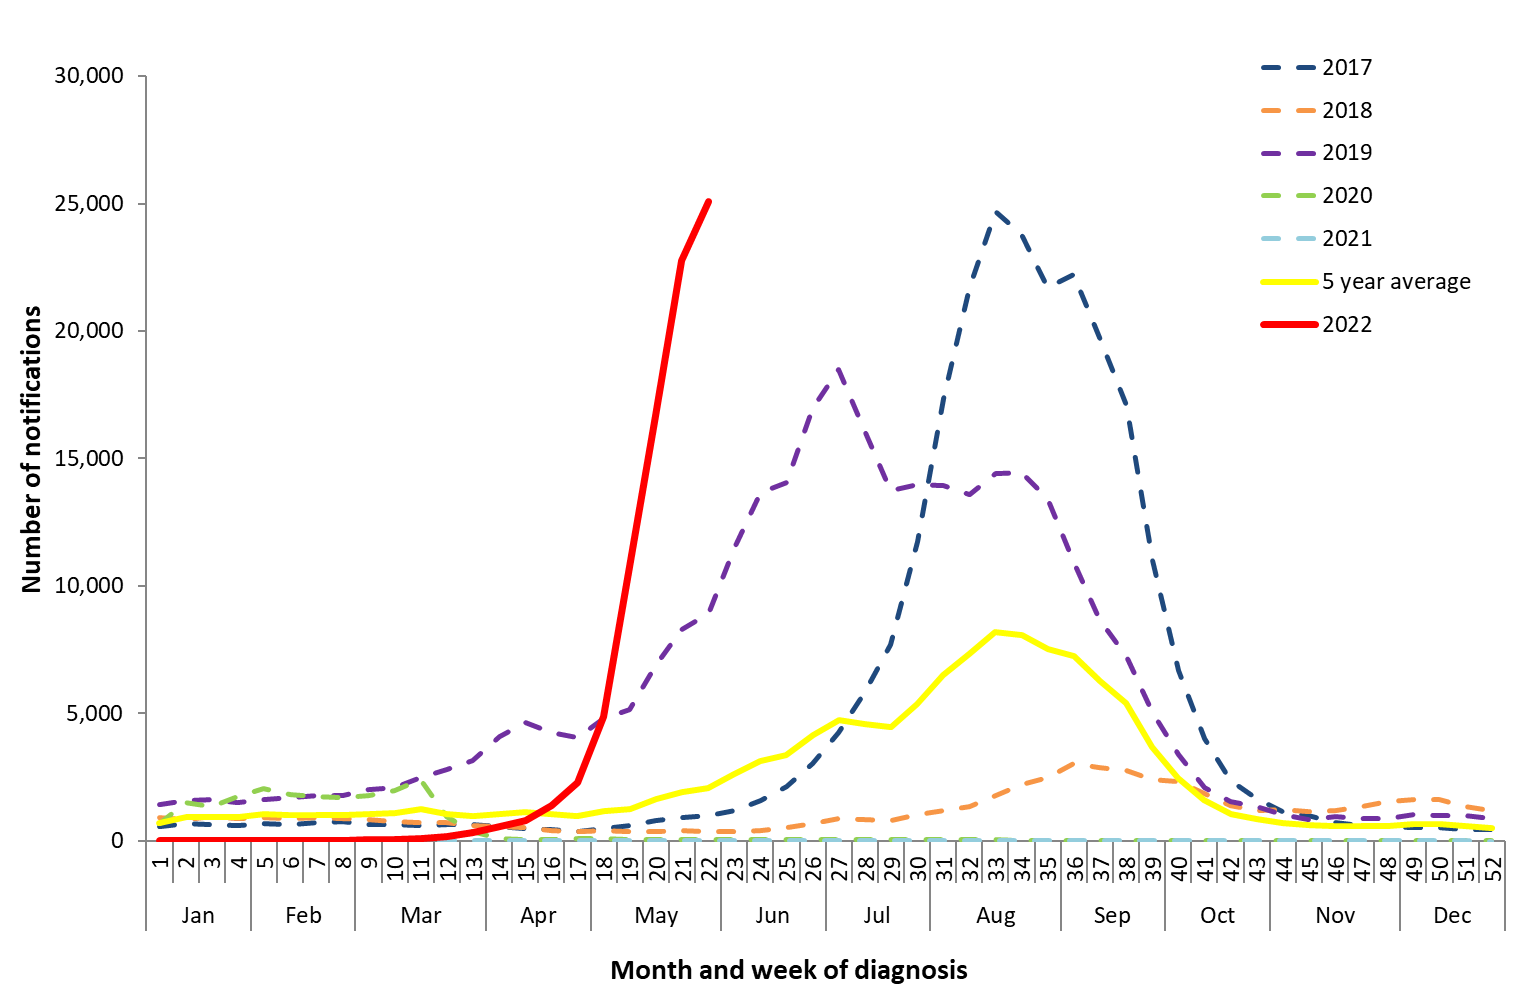 30,000
25,000
20,000
15,000
10,000
5,000
0
Number of notifications
2017
2018
2019
2020
2021
5 year average
2022
1 2 3 4 5 6 7 8 9 10 11 12 13 14 15 16 17 18 19 20 21 22 23 24 25 26 27 28 29 30 31 32 33 34 35 36 37 38 39 40 41 42 43 44 45 46 47 48 49 50 51 52
Jan Feb Mar Apr May Jun Jul Aug Sep Oct Nov Dec
Month and week of diagnosis